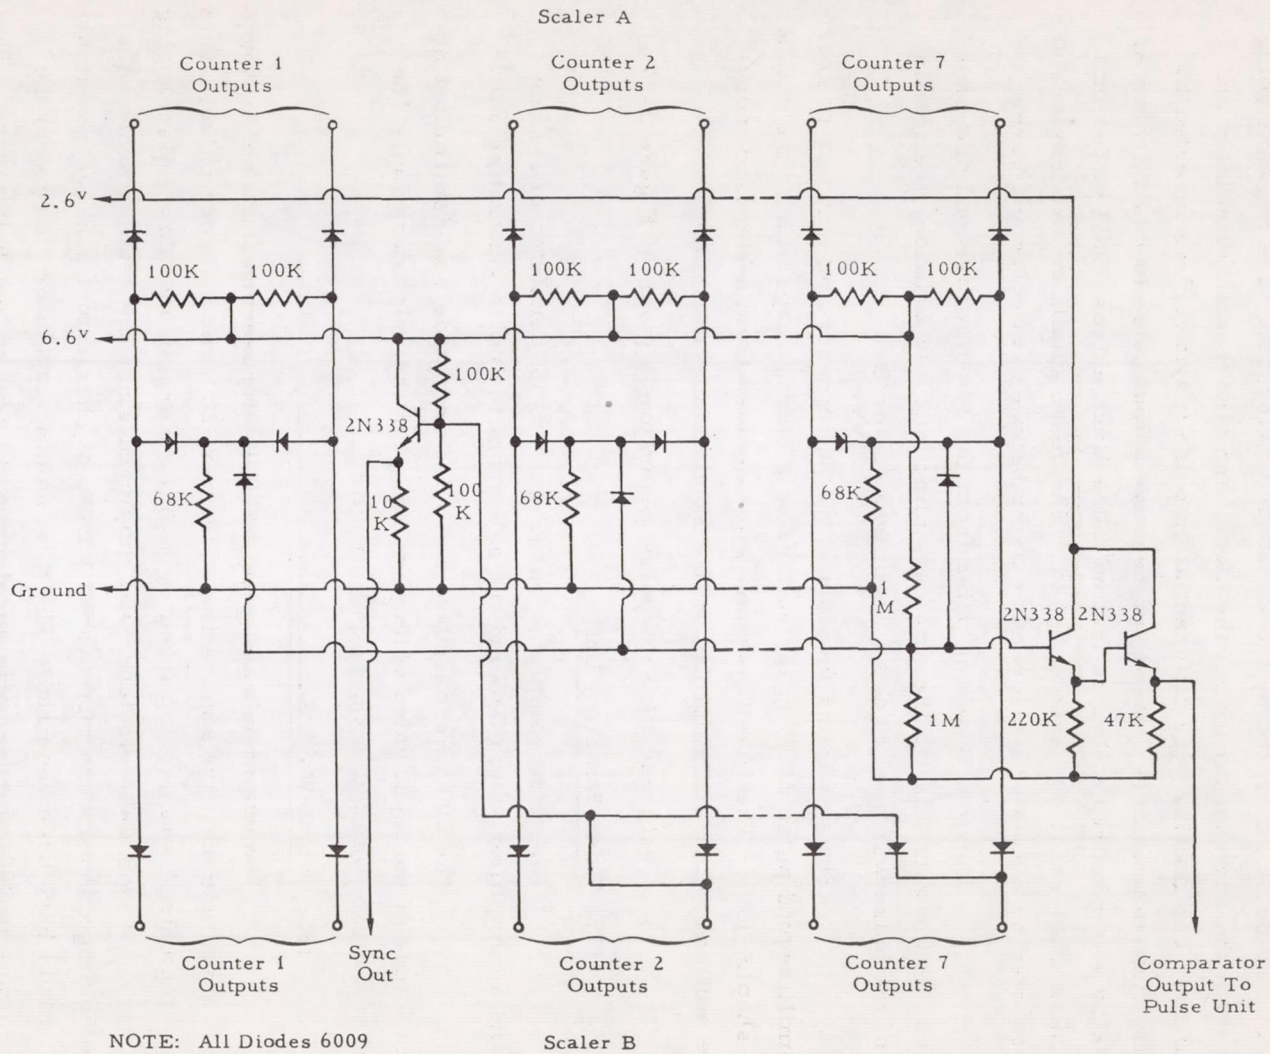 Scaler A
Counter 1
Outputs
Counter 2
Outputs
Counter 7
Outputs
2.6v
100K
100K
100K
100K
100K
100K
6.6v
100K
2N338
68K
10
K
100
K
68K
68K
Ground
1
M
2N338
2N338
1M
220K
47K
Counter 1
Outputs
Sync
Out
Counter 2
Outputs
Counter 7
Outputs
Comparator
Output To
Pulse Unit
NOTE: All Diodes 6009
Scaler B